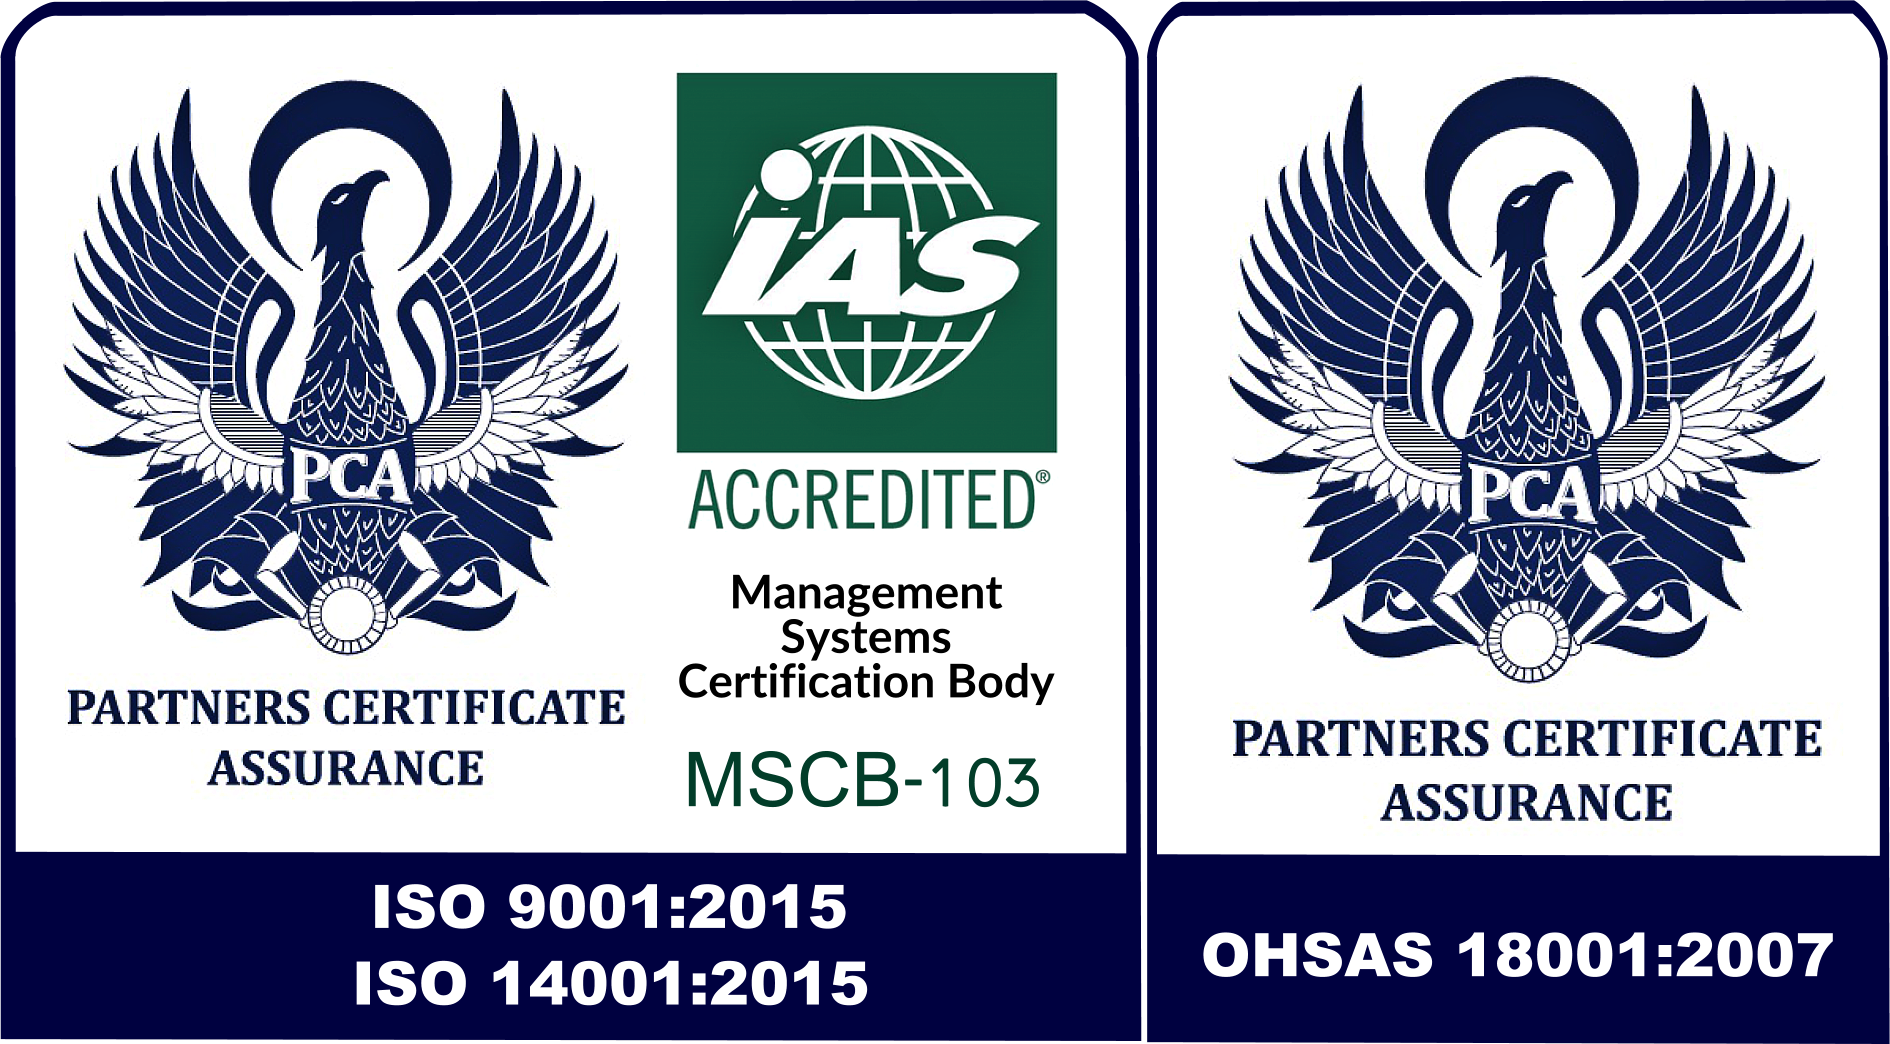 PCA
PARTNERS CERTIFICATE
ASSURANCE
iAS
ACCREDITED®
Management
Systems
Certification Body
MSCB-103
ISO 9001:2015
ISO 14001:2015
PCA
PARTNERS CERTIFICATE
ASSURANCE
OHSAS 18001:2007